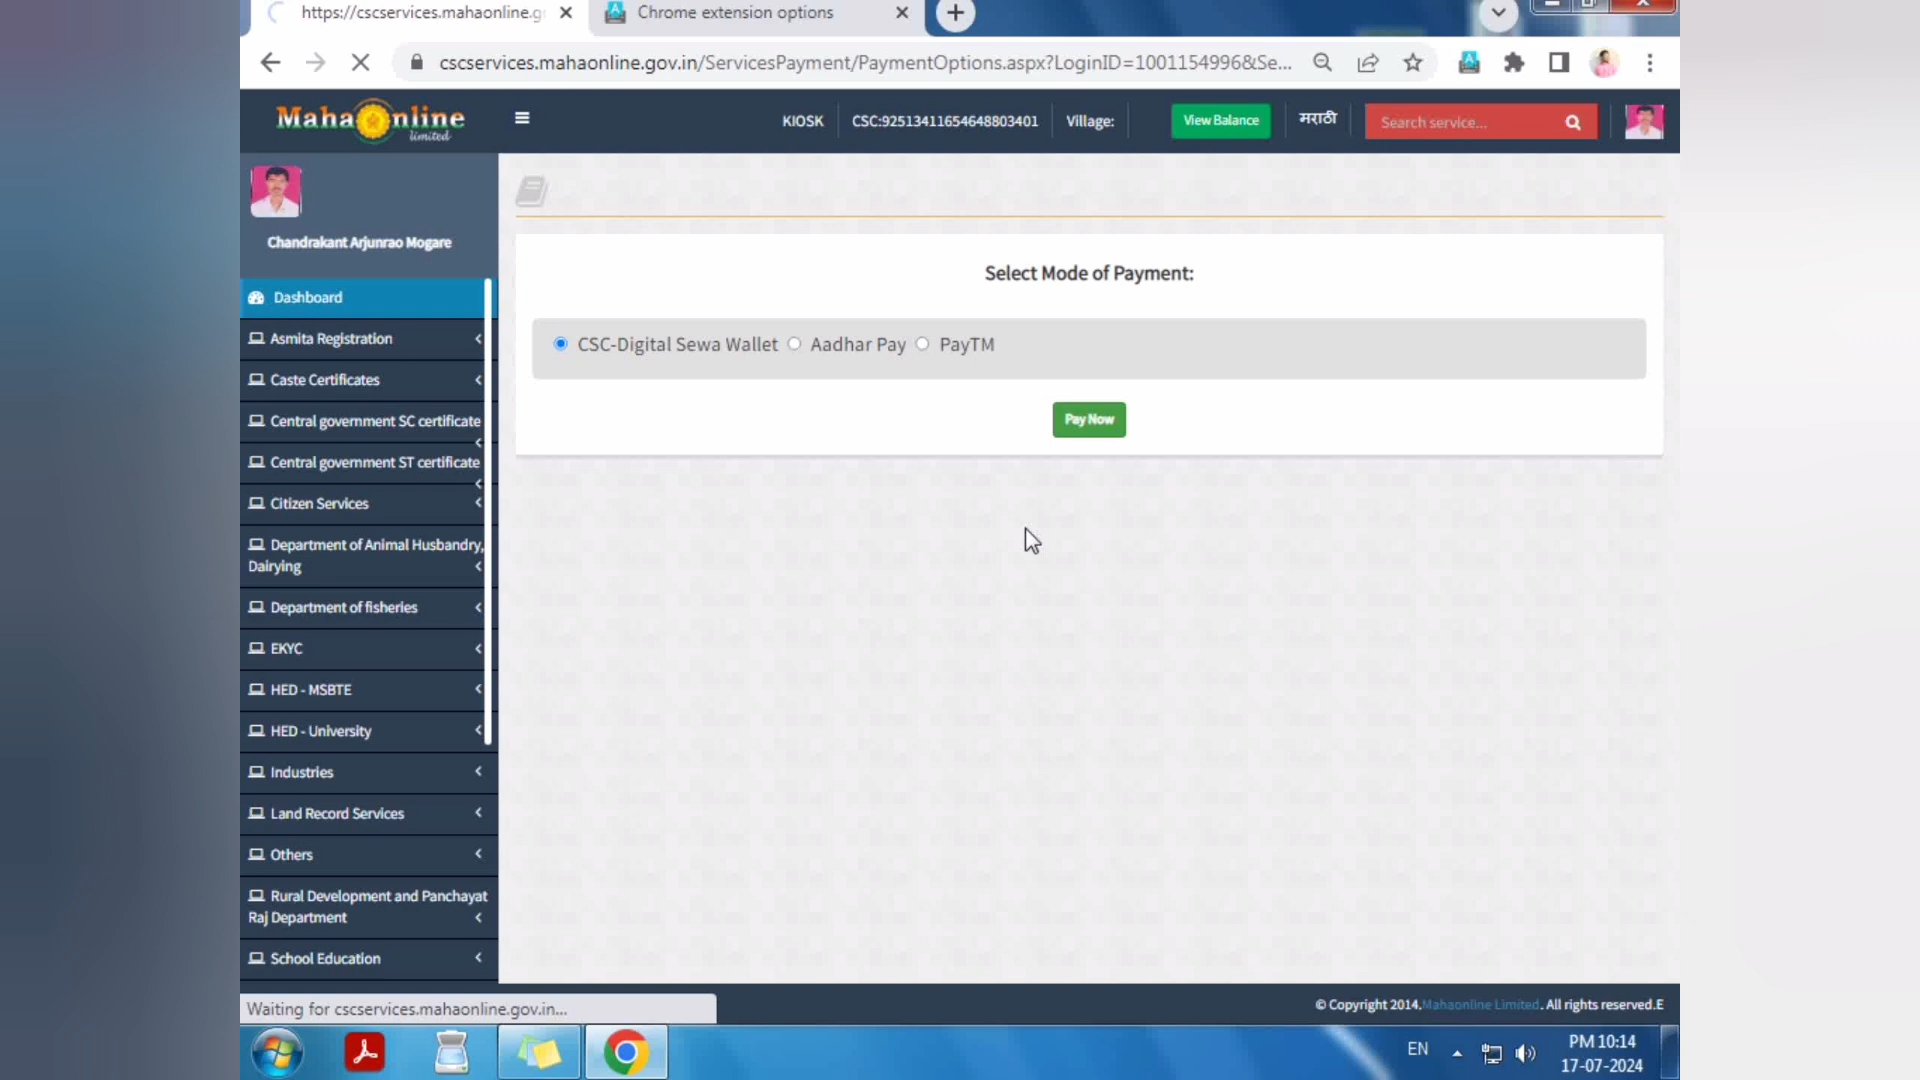 https://cscservices.mahaonline.g
Chrome extension options
cscservices.mahaonline.gov.in/ServicesPayment/PaymentOptions.aspx?LoginID=1001154996&Se...
MahaOnline
limited
KIOSK
CSC:92513411654648803401
Village:
View Balance
मराठी
Search service...
Chandrakant Arjunrao Mogare
Select Mode of Payment:
CSC-Digital Sewa Wallet
Aadhar Pay
PayTM
Pay Now
Dashboard
Asmita Registration
Caste Certificates
Central government SC certificate
Central government ST certificate
Citizen Services
Department of Animal Husbandry,
Dairying
Department of fisheries
EKYC
HED - MSBTE
HED - University
Industries
Land Record Services
Others
Rural Development and Panchayat
Raj Department
School Education
Waiting for cscservices.mahaonline.gov.in...
© Copyright 2014.Mahaonline Limited. All rights reserved.E
EN
PM 10:14
17-07-2024